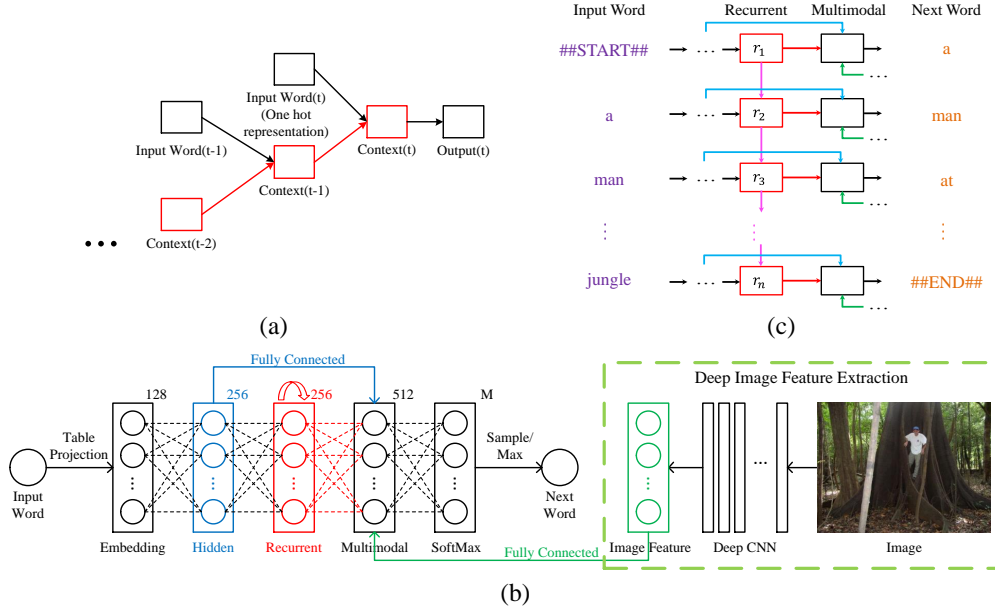 Input Word(t)
(One hot
representation)
Input Word(t-1)
Context(t)
Output(t)
Context(t-1)
Context(t-2)
...
(a)
Input Word
Recurrent
Multimodal
Next Word
##START##
...
r1
...
a
a
...
r2
...
man
man
...
r3
...
at
⋮
⋮
⋮
jungle
...
rn
...
##END##
(c)
Fully Connected
128
256
256
512
M
Table
Projection
Sample/
Max
Input
Word
Next
Word
...
...
...
...
...
Embedding
Hidden
Recurrent
Multimodal
SoftMax
Fully Connected
Deep Image Feature Extraction
...
...
Image Feature
Deep CNN
Image
(b)